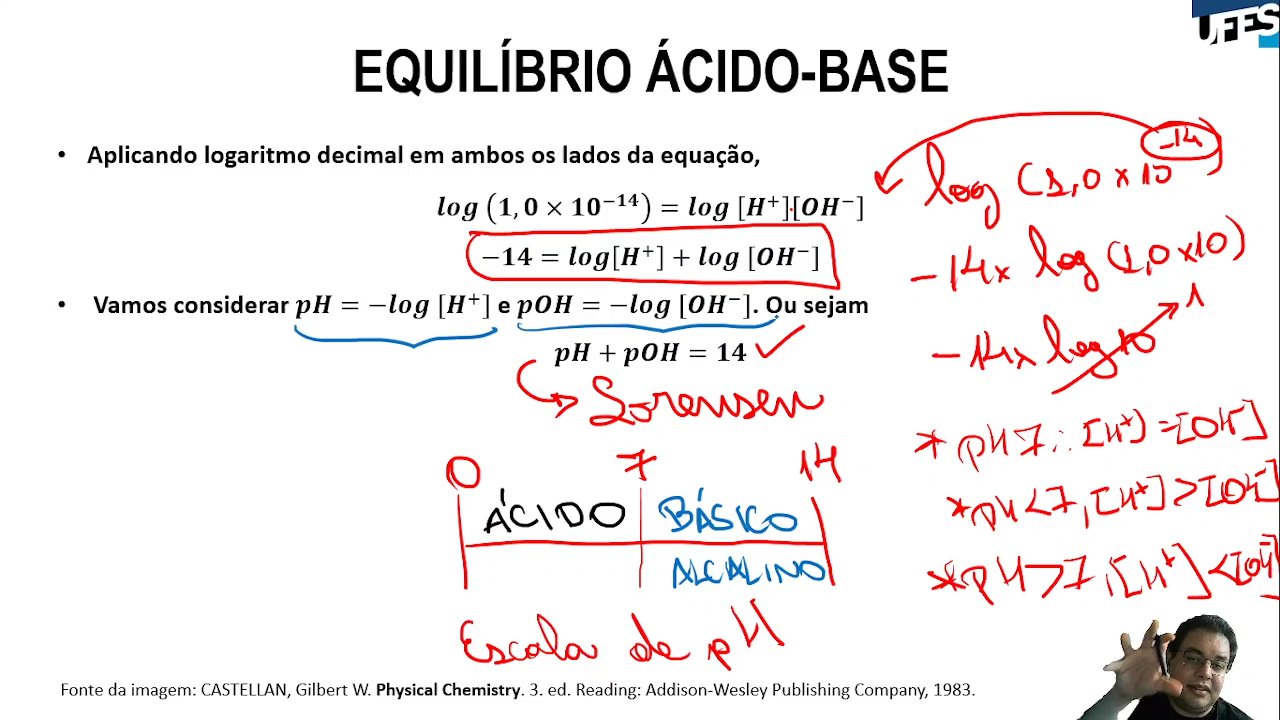 UFES
EQUILÍBRIO ÁCIDO-BASE
• Aplicando logaritmo decimal em ambos os lados da equação,
log (1,0 × 10⁻¹⁴) = log [H⁺][OH⁻]
−14 = log[H⁺] + log [OH⁻]
• Vamos considerar pH = −log [H⁺] e pOH = −log [OH⁻]. Ou sejam
pH + pOH = 14
Sorensen
log (1,0 × 10⁻¹⁴)
−14x log (1,0×10)
−14x log10 1
* pH 7 ∴ [H⁺] = [OH⁻]
* pH < 7, [H⁺] > [OH⁻]
* pH > 7, [H⁺] < [OH⁻]
0 7 14
ÁCIDO BÁSICO
ALCALINO
Escala de pH
Fonte da imagem: CASTELLAN, Gilbert W. Physical Chemistry. 3. ed. Reading: Addison-Wesley Publishing Company, 1983.